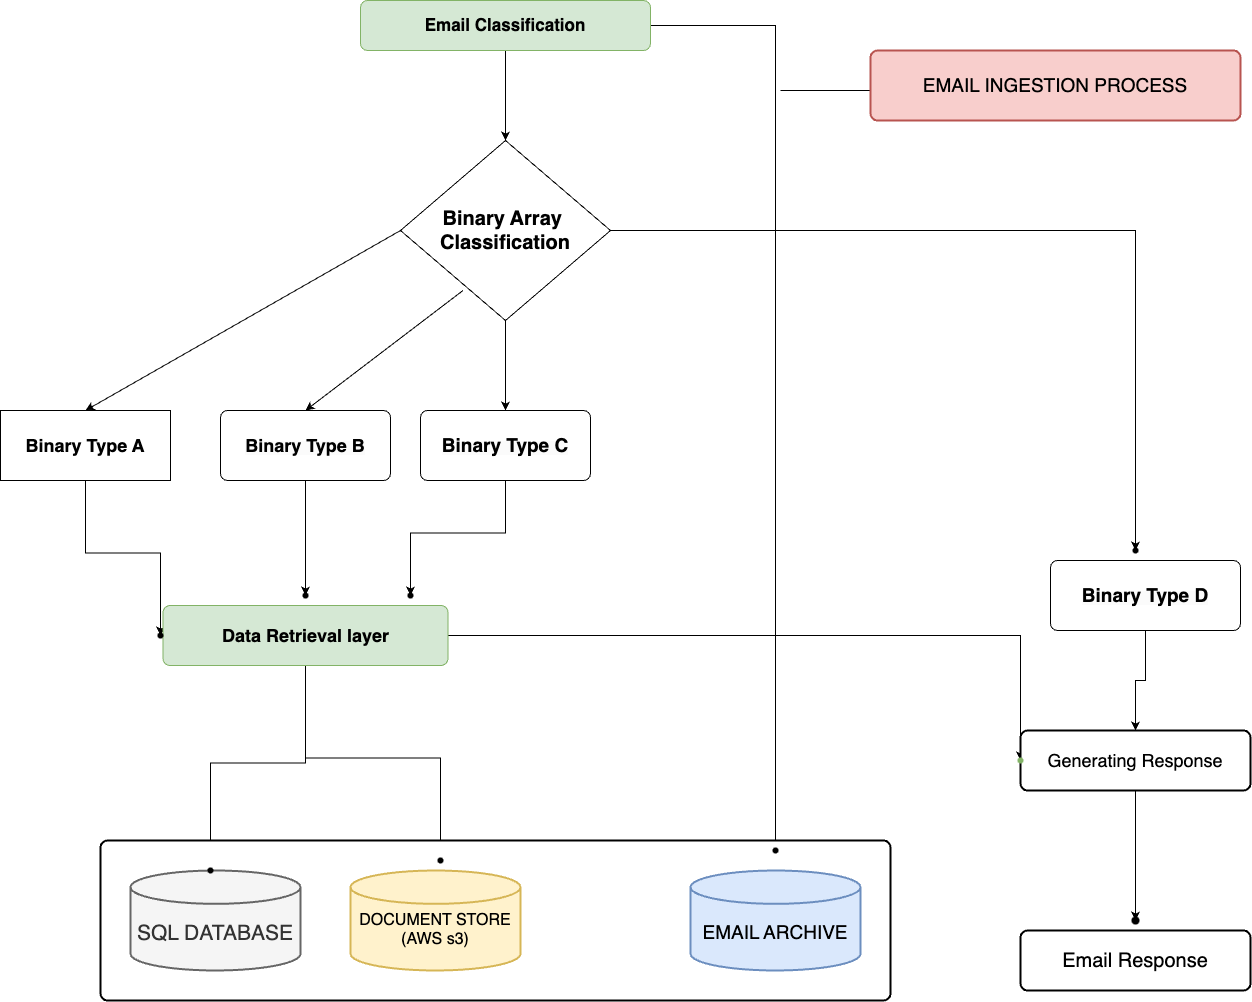 Email Classification
EMAIL INGESTION PROCESS
Binary Array
Classification
Binary Type A
Binary Type B
Binary Type C
Binary Type D
Data Retrieval layer
Generating Response
SQL DATABASE
DOCUMENT STORE
(AWS s3)
EMAIL ARCHIVE
Email Response